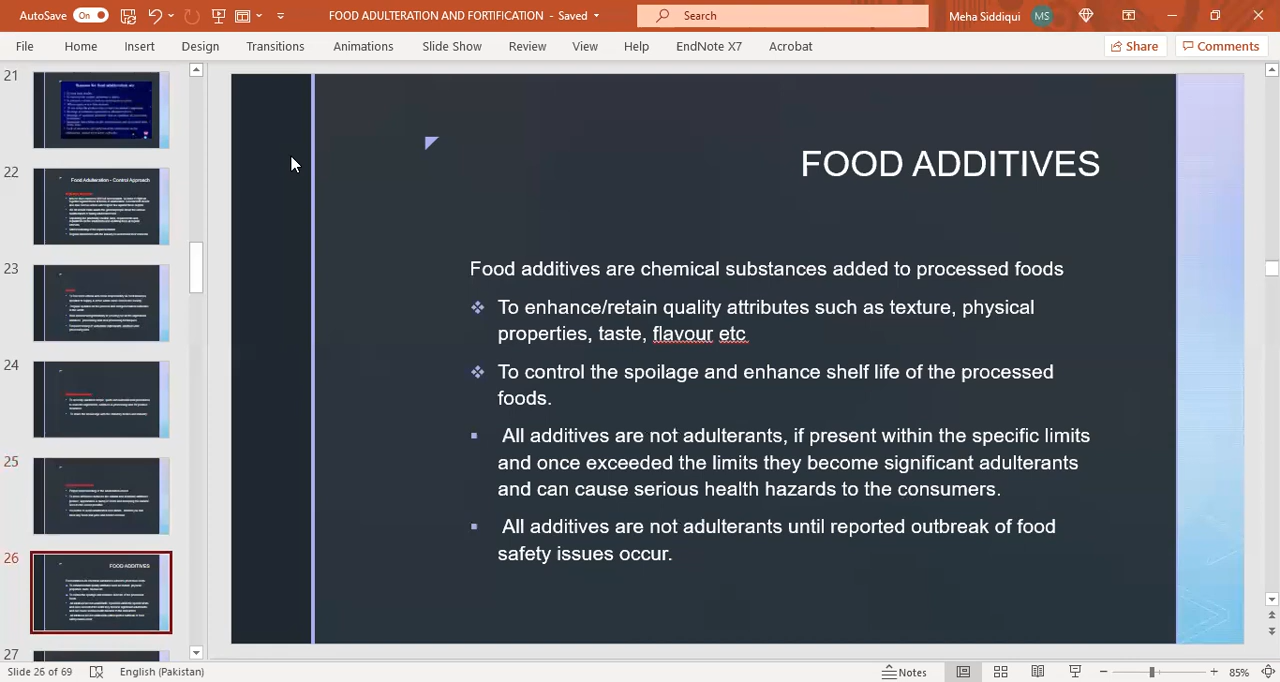 AutoSave On
FOOD ADULTERATION AND FORTIFICATION - Saved
Search
Meha Siddiqui MS
File Home Insert Design Transitions Animations Slide Show Review View Help EndNote X7 Acrobat
Share Comments
21
22
Food Adulteration - Control Approach
23
24
25
26
FOOD ADDITIVES
27
FOOD ADDITIVES
Food additives are chemical substances added to processed foods
❖ To enhance/retain quality attributes such as texture, physical
properties, taste, flavour etc
❖ To control the spoilage and enhance shelf life of the processed
foods.
▪ All additives are not adulterants, if present within the specific limits
and once exceeded the limits they become significant adulterants
and can cause serious health hazards to the consumers.
▪ All additives are not adulterants until reported outbreak of food
safety issues occur.
Slide 26 of 69 English (Pakistan)
Notes
85%